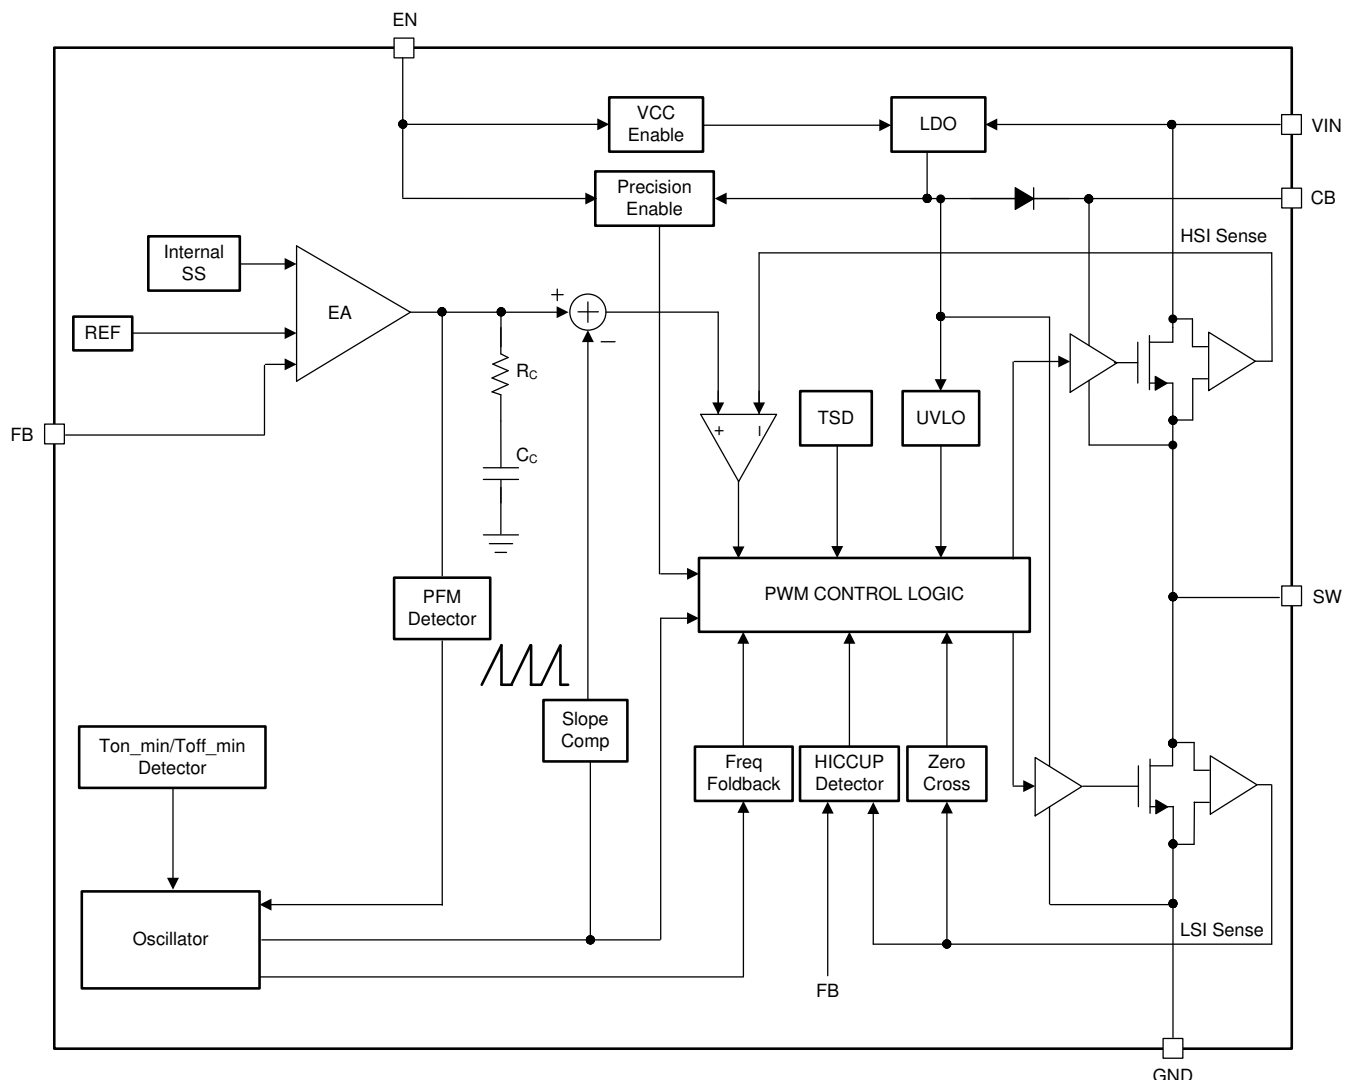 EN
VCC
Enable
LDO
VIN
Precision
Enable
CB
HSI Sense
Internal
SS
EA
+
+
−
REF
RC
FB
CC
+
−
TSD
UVLO
PWM CONTROL LOGIC
SW
PFM
Detector
Slope
Comp
Ton_min/Toff_min
Detector
Freq
Foldback
HICCUP
Detector
Zero
Cross
Oscillator
LSI Sense
FB
GND